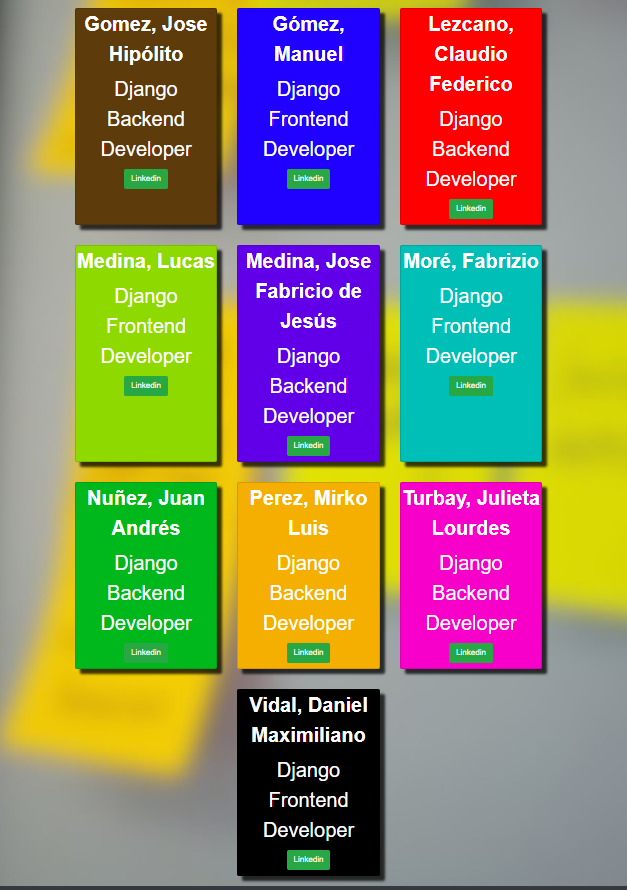 Gomez, Jose
Hipólito
Django
Backend
Developer
Linkedin
Gómez,
Manuel
Django
Frontend
Developer
Linkedin
Lezcano,
Claudio
Federico
Django
Backend
Developer
Linkedin
Medina, Lucas
Django
Frontend
Developer
Linkedin
Medina, Jose
Fabricio de
Jesús
Django
Backend
Developer
Linkedin
Moré, Fabrizio
Django
Frontend
Developer
Linkedin
Nuñez, Juan
Andrés
Django
Backend
Developer
Linkedin
Perez, Mirko
Luis
Django
Backend
Developer
Linkedin
Turbay, Julieta
Lourdes
Django
Backend
Developer
Linkedin
Vidal, Daniel
Maximiliano
Django
Frontend
Developer
Linkedin